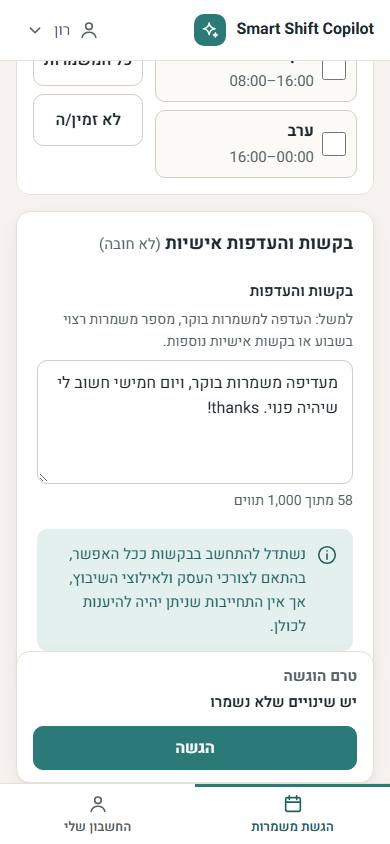 Smart Shift Copilot
רון
כל המשמרות
08:00–16:00
ערב
16:00–00:00
לא זמין/ה
בקשות והעדפות אישיות (לא חובה)
בקשות והעדפות
למשל: העדפה למשמרות בוקר, מספר משמרות רצוי
בשבוע או בקשות אישיות נוספות.
מעדיפה משמרות בוקר, ויום חמישי חשוב לי
שיהיה פנוי. thanks!
58 מתוך 1,000 תווים
נשתדל להתחשב בבקשות ככל האפשר,
בהתאם לצורכי העסק ולאילוצי השיבוץ,
אך אין התחייבות שניתן יהיה להיענות
לכולן.
טרם הוגשה
יש שינויים שלא נשמרו
הגשה
הגשת משמרות
החשבון שלי